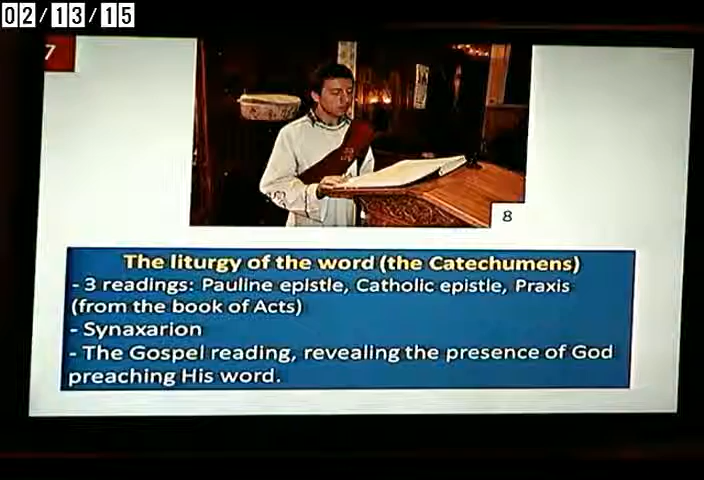 02/13/15
7
8
The liturgy of the word (the Catechumens)
- 3 readings: Pauline epistle, Catholic epistle, Praxis
(from the book of Acts)
- Synaxarion
- The Gospel reading, revealing the presence of God
preaching His word.